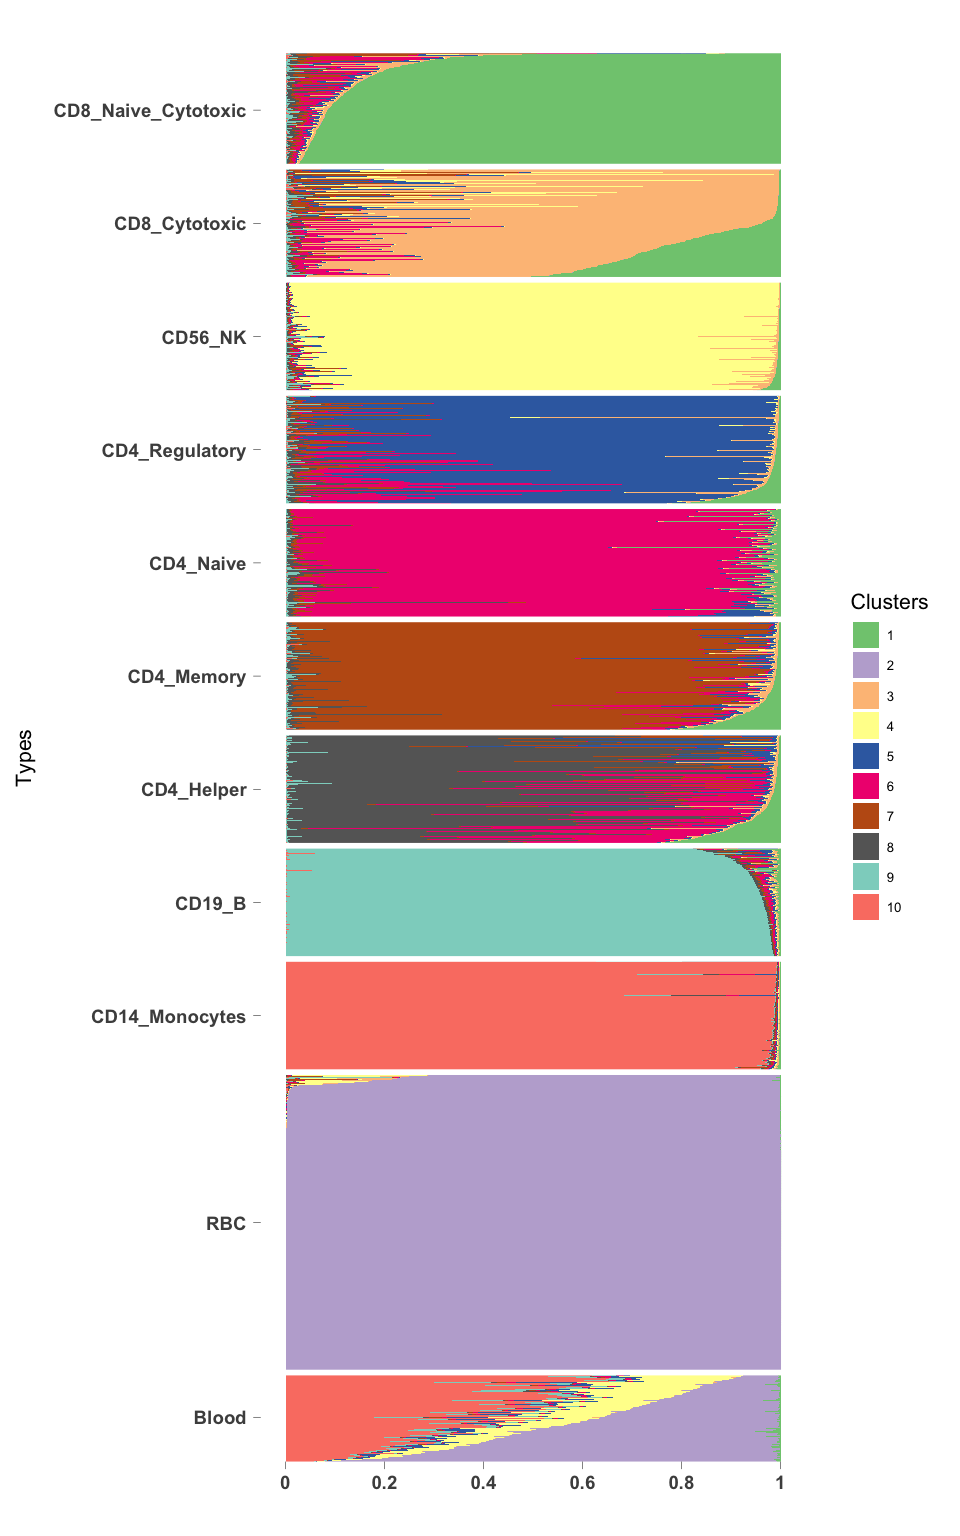 CD8_Naive_Cytotoxic
CD8_Cytotoxic
CD56_NK
CD4_Regulatory
CD4_Naive
CD4_Memory
CD4_Helper
CD19_B
CD14_Monocytes
RBC
Blood
Types
0 0.2 0.4 0.6 0.8 1
Clusters
1
2
3
4
5
6
7
8
9
10